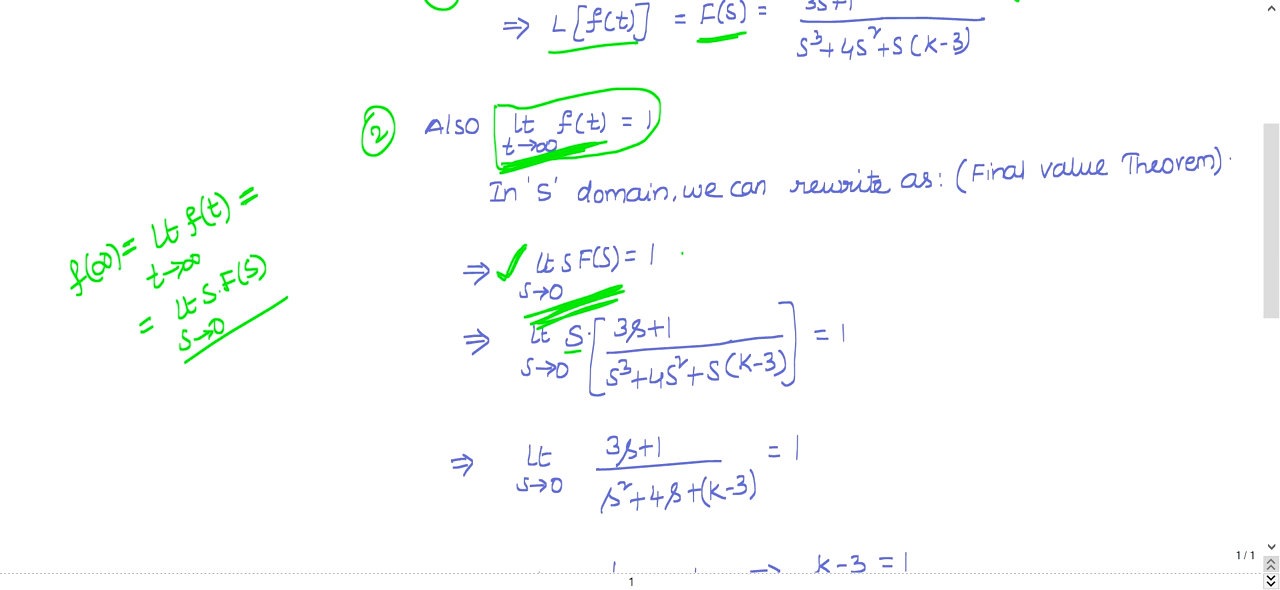 ⇒ L[f(t)] = F(s) = 3s+1 / s³+4s²+s(k-3)
② Also lt t→∞ f(t) = 1
In 's' domain, we can rewrite as: (Final value Theorem).
f(∞) = lt t→∞ f(t) =
= lt s→0 s.F(s)
⇒ ✓ lt s→0 s F(s) = 1
⇒ lt s→0 s.[3s+1 / s³+4s²+s(k-3)] = 1
⇒ lt s→0 3s+1 / s²+4s+(k-3) = 1
k-3 = 1
1 / 1
1